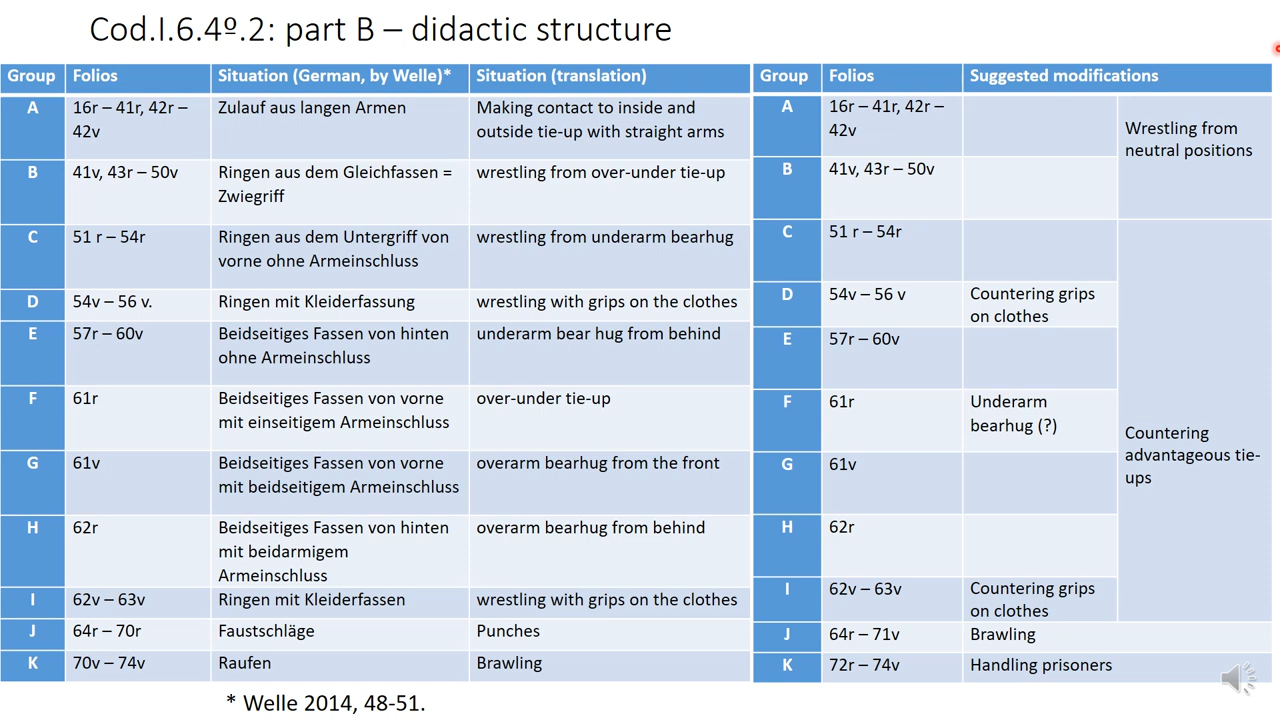 Cod.I.6.4º.2: part B – didactic structure
Group Folios Situation (German, by Welle)* Situation (translation)
A 16r – 41r, 42r – Zulauf aus langen Armen Making contact to inside and
42v outside tie-up with straight arms
B 41v, 43r – 50v Ringen aus dem Gleichfassen = wrestling from over-under tie-up
Zwiegriff
C 51 r – 54r Ringen aus dem Untergriff von wrestling from underarm bearhug
vorne ohne Armeinschluss
D 54v – 56 v. Ringen mit Kleiderfassung wrestling with grips on the clothes
E 57r – 60v Beidseitiges Fassen von hinten underarm bear hug from behind
ohne Armeinschluss
F 61r Beidseitiges Fassen von vorne over-under tie-up
mit einseitigem Armeinschluss
G 61v Beidseitiges Fassen von vorne overarm bearhug from the front
mit beidseitigem Armeinschluss
H 62r Beidseitiges Fassen von hinten overarm bearhug from behind
mit beidarmigem
Armeinschluss
I 62v – 63v Ringen mit Kleiderfassen wrestling with grips on the clothes
J 64r – 70r Faustschläge Punches
K 70v – 74v Raufen Brawling
Group Folios Suggested modifications
A 16r – 41r, 42r –
42v
Wrestling from
neutral positions
B 41v, 43r – 50v
C 51 r – 54r
D 54v – 56 v Countering grips
on clothes
E 57r – 60v
F 61r Underarm
bearhug (?)
Countering
advantageous tie-
ups
G 61v
H 62r
I 62v – 63v Countering grips
on clothes
J 64r – 71v Brawling
K 72r – 74v Handling prisoners
* Welle 2014, 48-51.